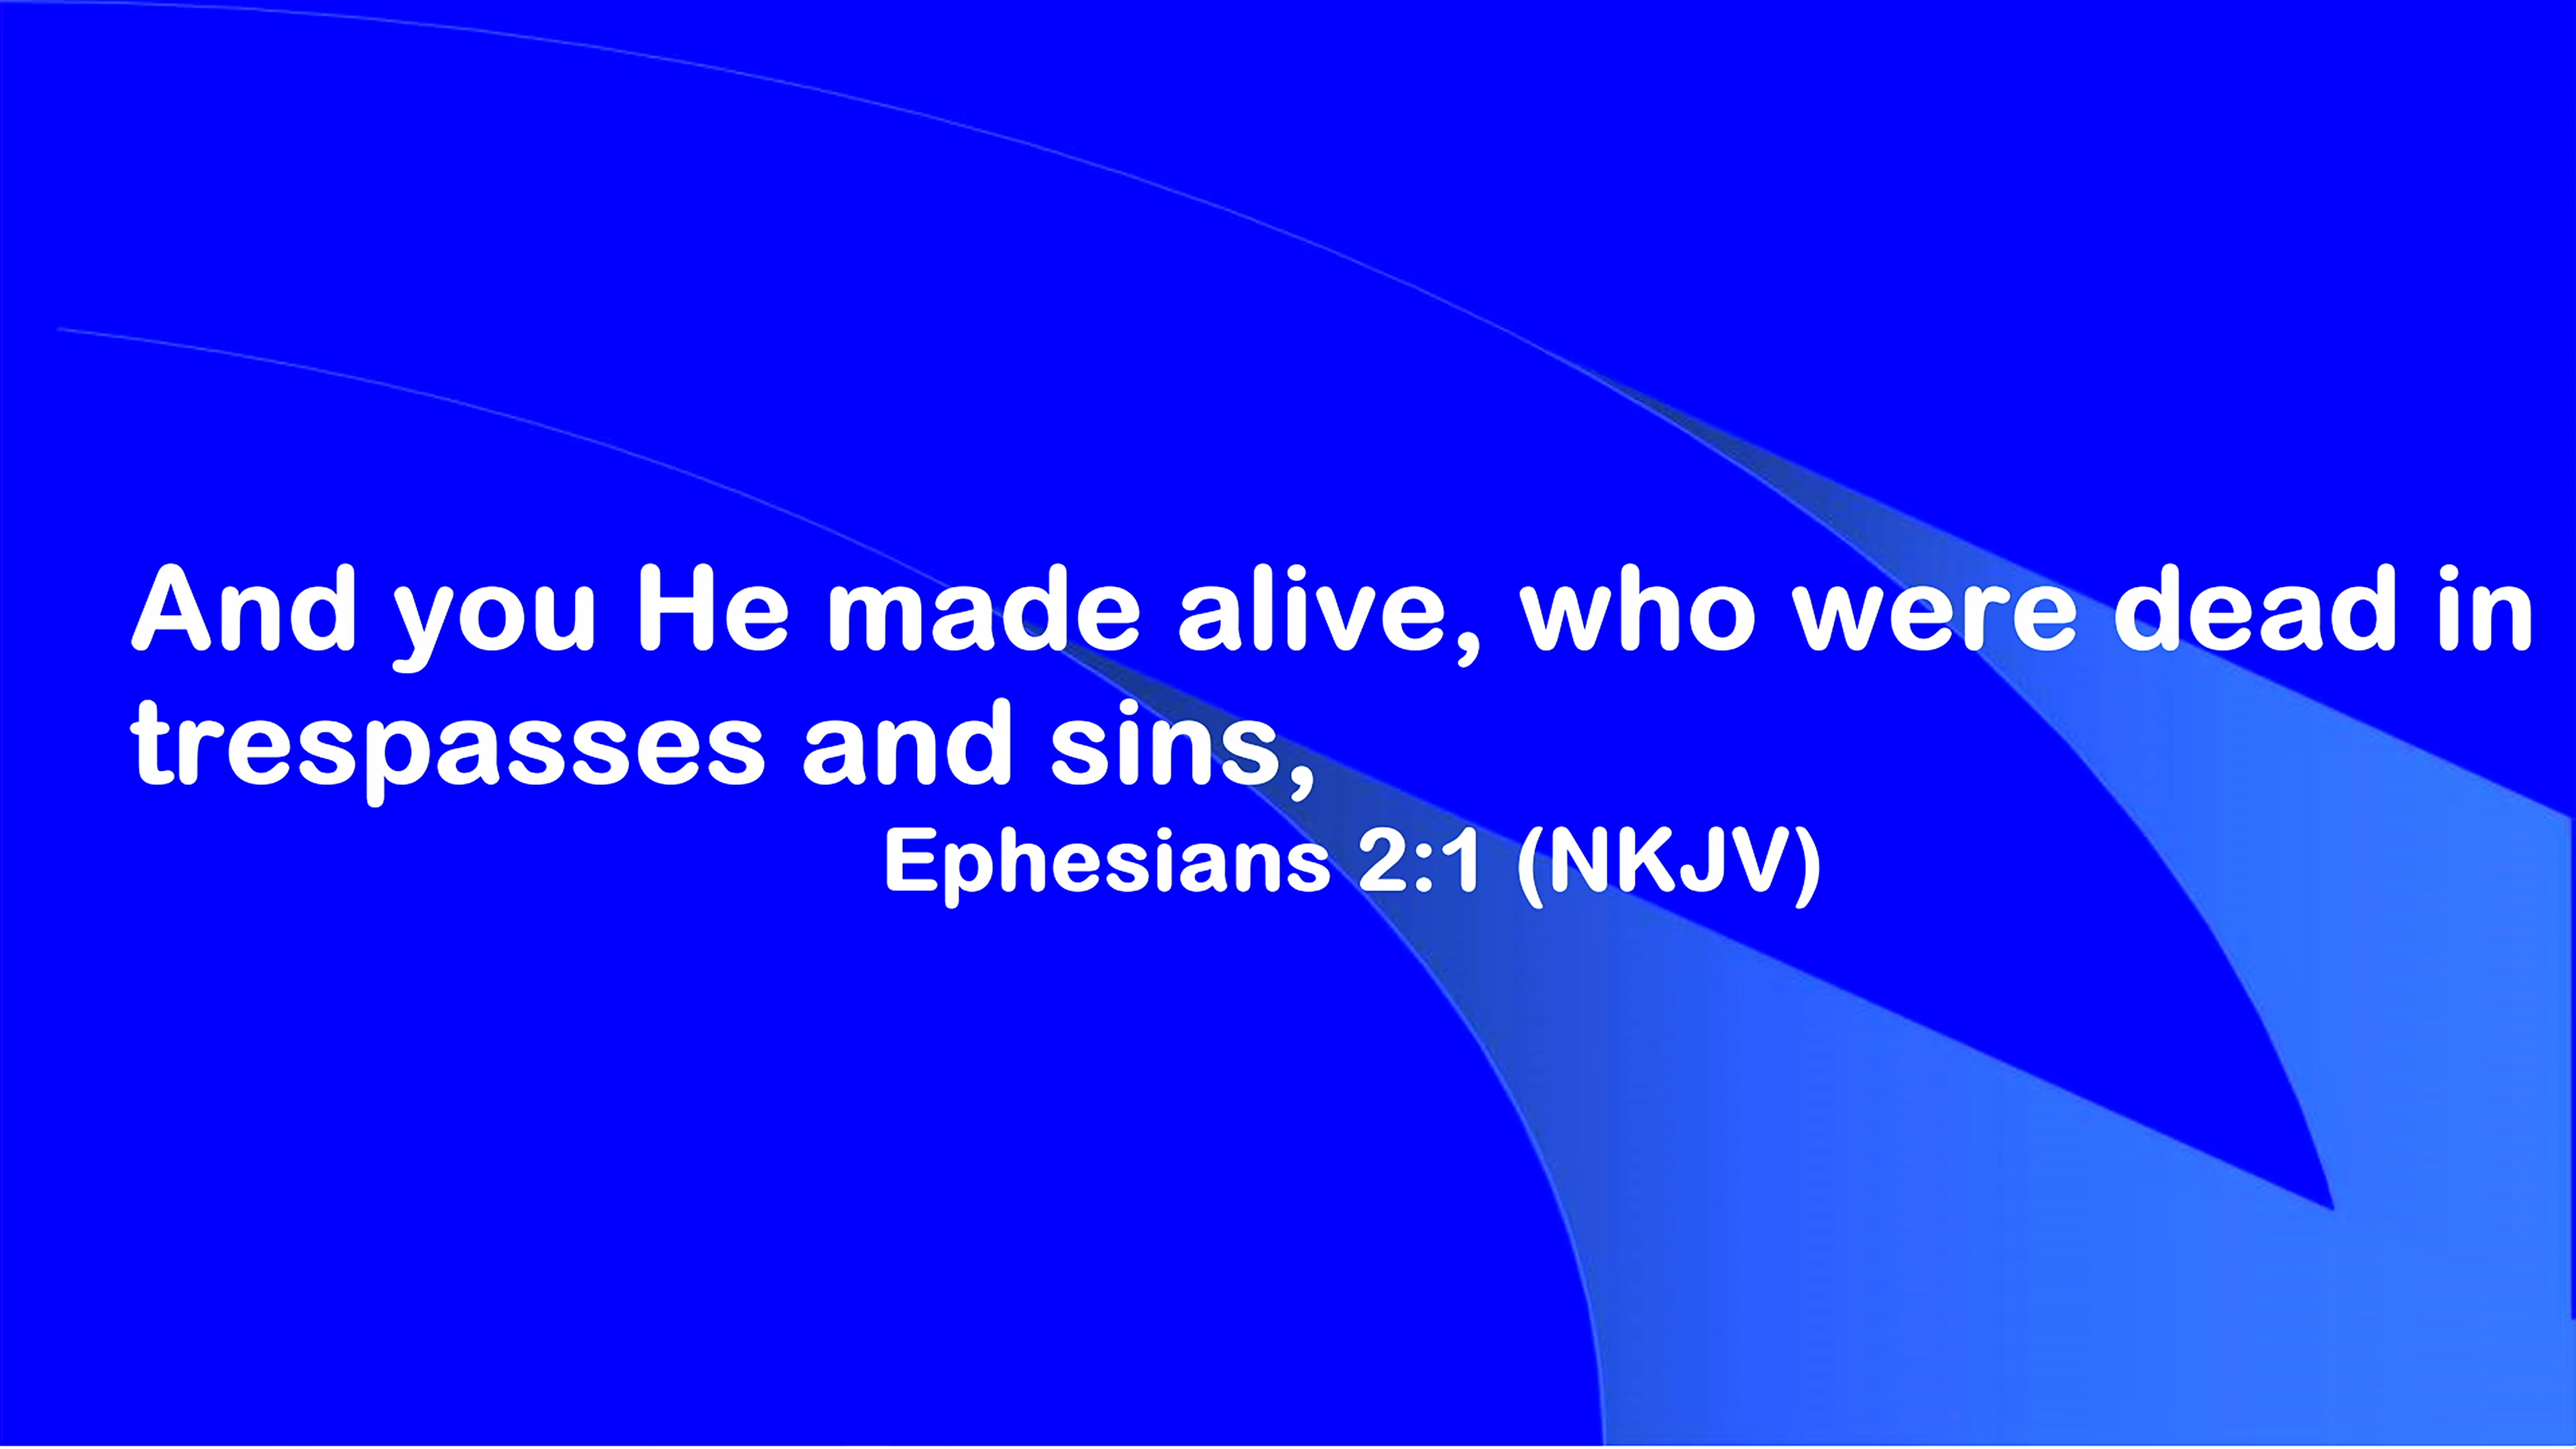 And you He made alive, who were dead in
trespasses and sins,
Ephesians 2:1 (NKJV)